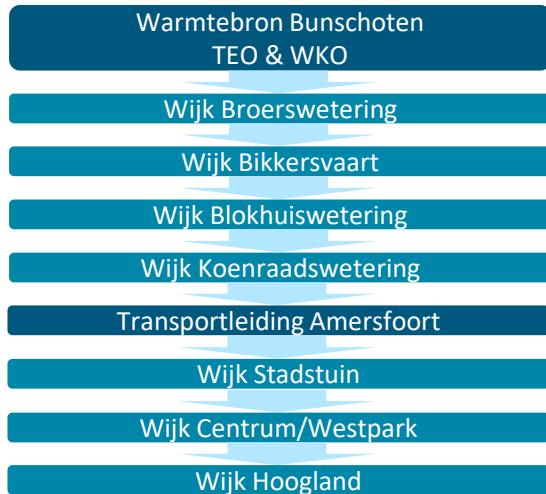 Warmtebron Bunschoten
TEO & WKO
Wijk Broerswetering
Wijk Bikkersvaart
Wijk Blokhuiswetering
Wijk Koenraadswetering
Transportleiding Amersfoort
Wijk Stadstuin
Wijk Centrum/Westpark
Wijk Hoogland